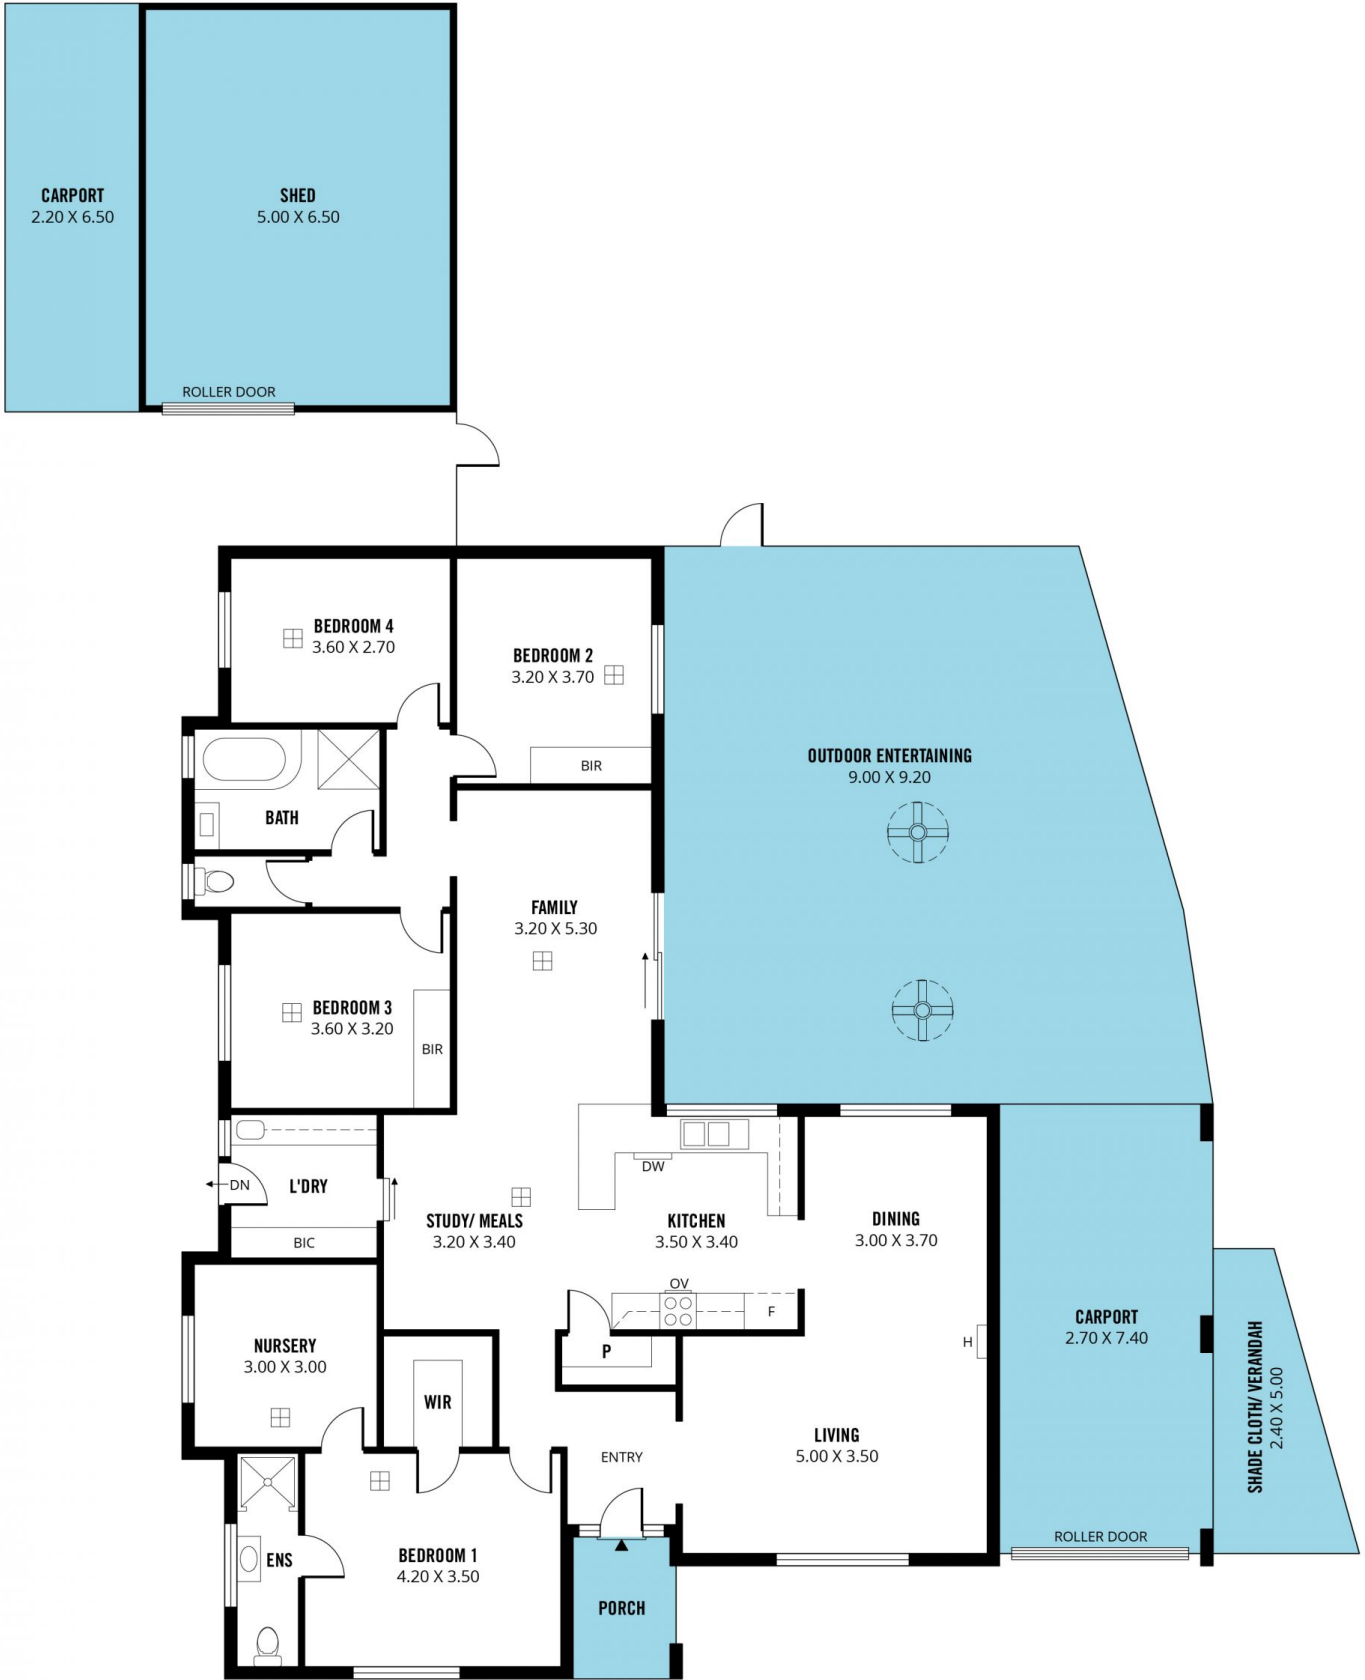 CARPORT
2.20 X 6.50
SHED
5.00 X 6.50
ROLLER DOOR
BEDROOM 4
3.60 X 2.70
BEDROOM 2
3.20 X 3.70
BIR
BATH
OUTDOOR ENTERTAINING
9.00 X 9.20
FAMILY
3.20 X 5.30
BEDROOM 3
3.60 X 3.20
BIR
DN
L'DRY
BIC
STUDY/ MEALS
3.20 X 3.40
DW
KITCHEN
3.50 X 3.40
OV
F
DINING
3.00 X 3.70
H
CARPORT
2.70 X 7.40
ROLLER DOOR
SHADE CLOTH/ VERANDAH
2.40 X 5.00
NURSERY
3.00 X 3.00
WIR
P
ENTRY
LIVING
5.00 X 3.50
ENS
BEDROOM 1
4.20 X 3.50
PORCH